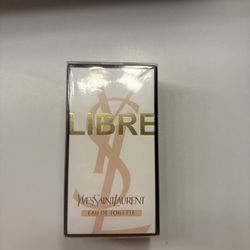 LIBRE
YSL
YVESSAINTLAURENT
EAU DE TOILETTE